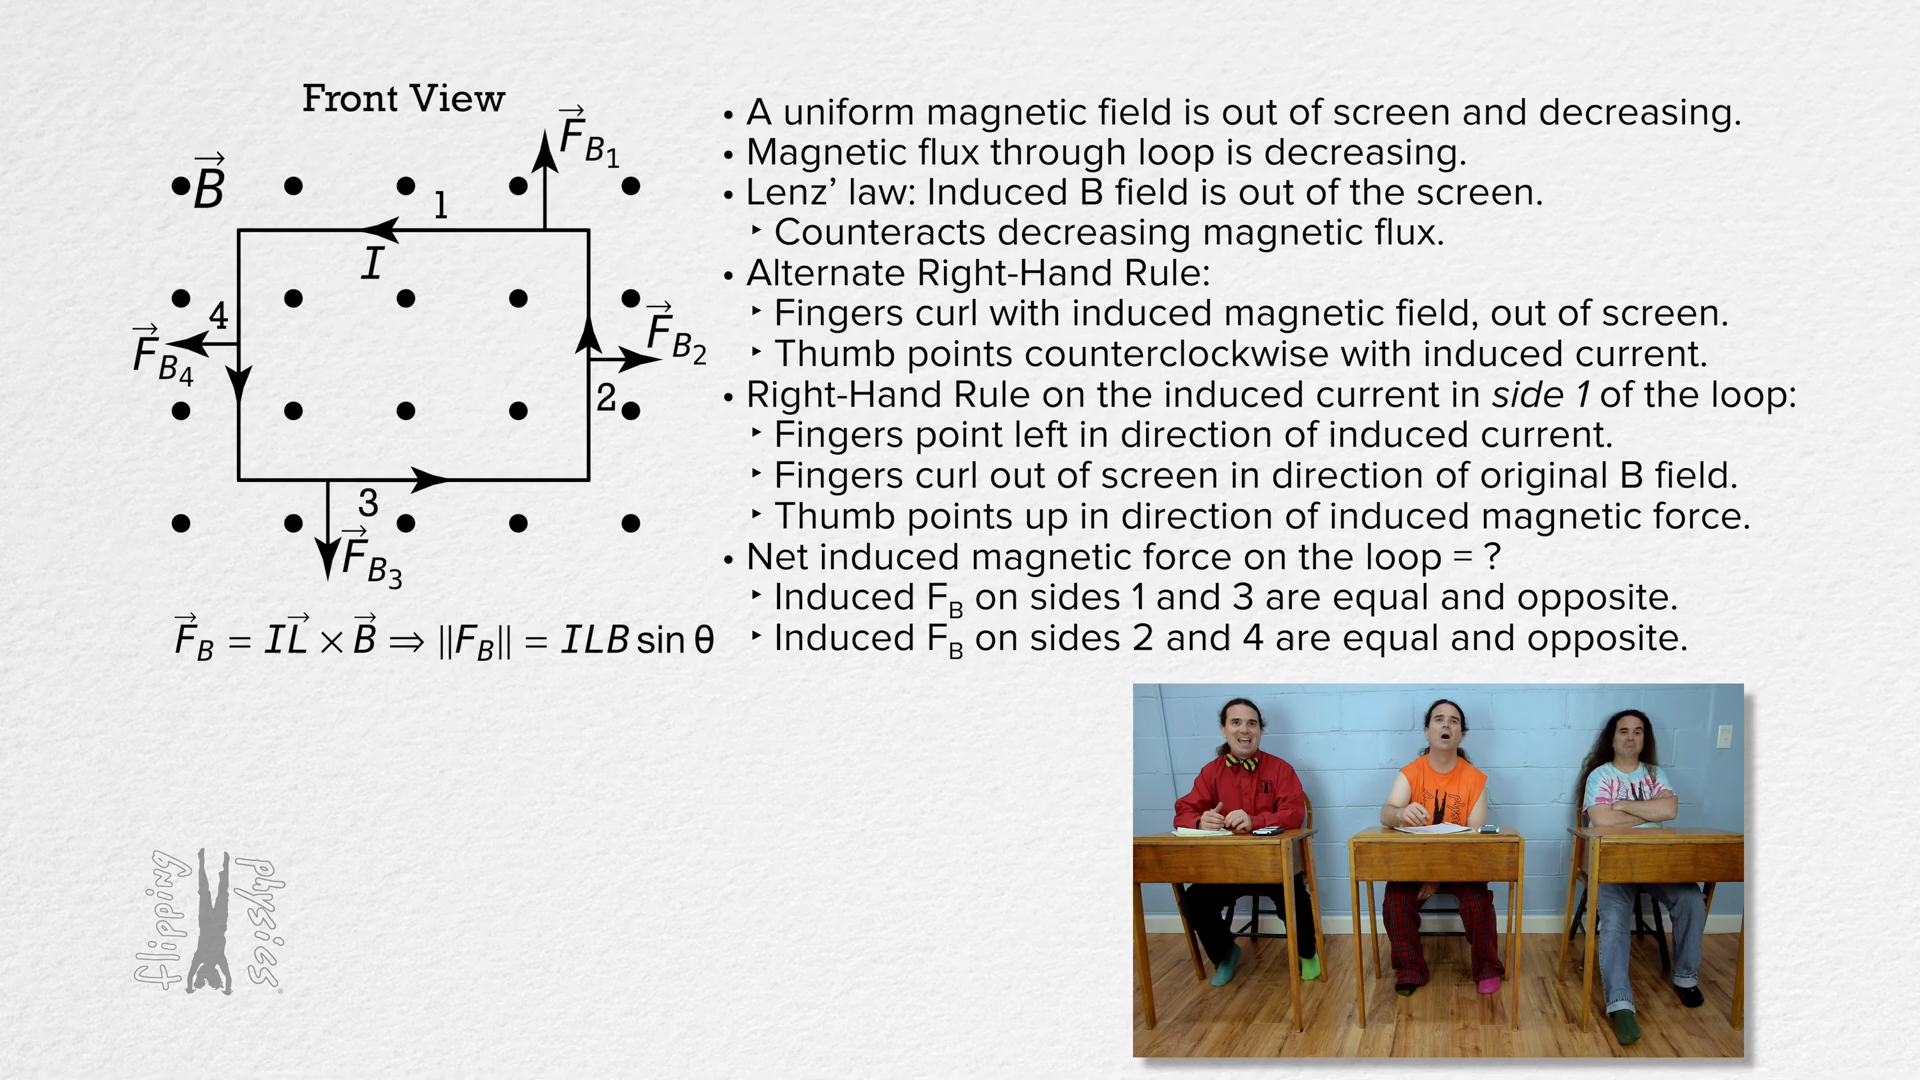 Front View
F⃗B₁
B⃗
1
I
4
F⃗B₄
F⃗B₂
2
3
F⃗B₃
F⃗B = IL⃗ × B⃗ ⇒ ‖FB‖ = ILB sin θ
• A uniform magnetic field is out of screen and decreasing.
• Magnetic flux through loop is decreasing.
• Lenz’ law: Induced B field is out of the screen.
‣ Counteracts decreasing magnetic flux.
• Alternate Right-Hand Rule:
‣ Fingers curl with induced magnetic field, out of screen.
‣ Thumb points counterclockwise with induced current.
• Right-Hand Rule on the induced current in side 1 of the loop:
‣ Fingers point left in direction of induced current.
‣ Fingers curl out of screen in direction of original B field.
‣ Thumb points up in direction of induced magnetic force.
• Net induced magnetic force on the loop = ?
‣ Induced FB on sides 1 and 3 are equal and opposite.
‣ Induced FB on sides 2 and 4 are equal and opposite.
flipping
physics